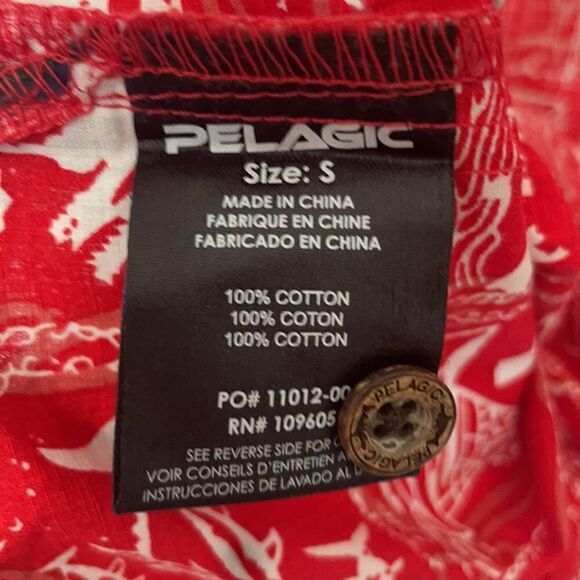 PELAGIC
Size: S
MADE IN CHINA
FABRIQUE EN CHINE
FABRICADO EN CHINA
100% COTTON
100% COTON
100% COTTON
PO# 11012-00
RN# 109605
SEE REVERSE SIDE FOR
VOIR CONSEILS D'ENTRETIEN
INSTRUCCIONES DE LAVADO AL
PELAGIC
PELAGIC